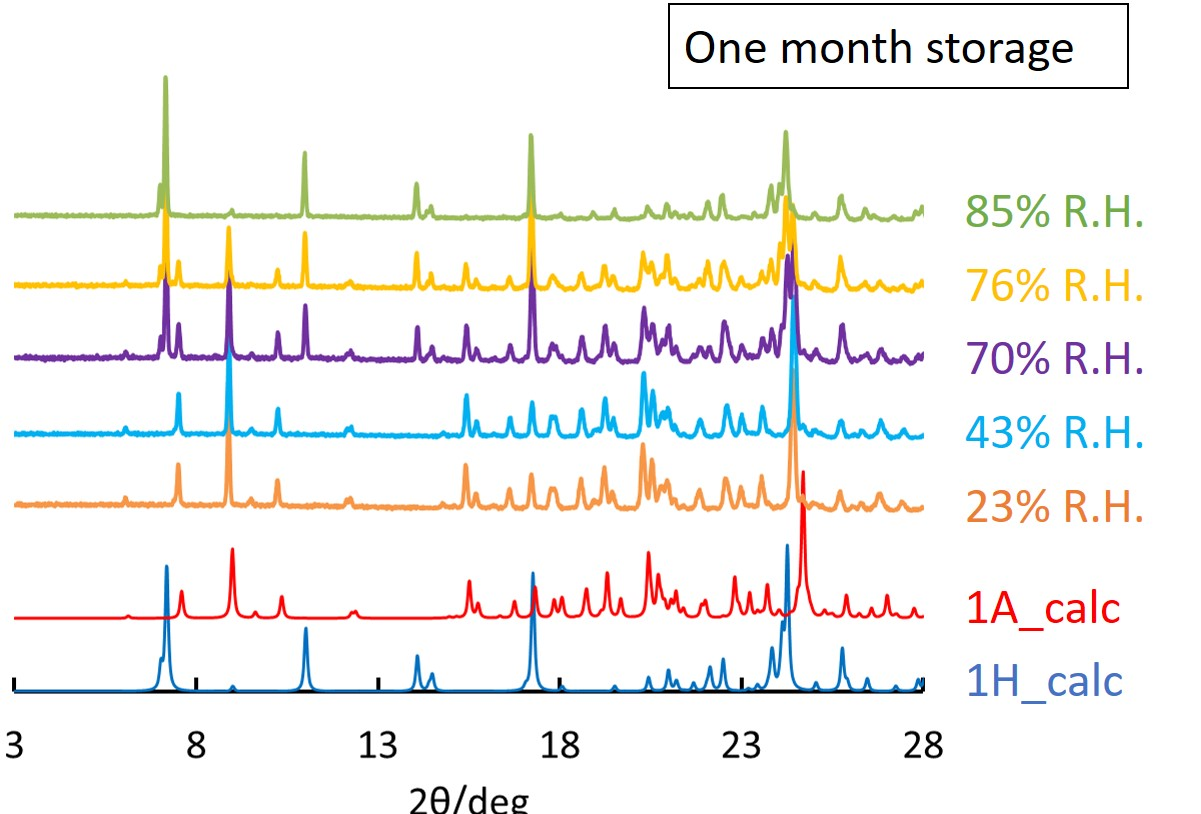 One month storage
85% R.H.
76% R.H.
70% R.H.
43% R.H.
23% R.H.
1A_calc
1H_calc
3 8 13 18 23 28
2θ/deg